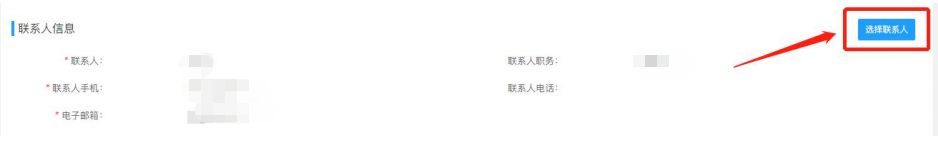 联系人信息
选择联系人
* 联系人：
联系人职务：
* 联系人手机：
联系人电话：
* 电子邮箱：